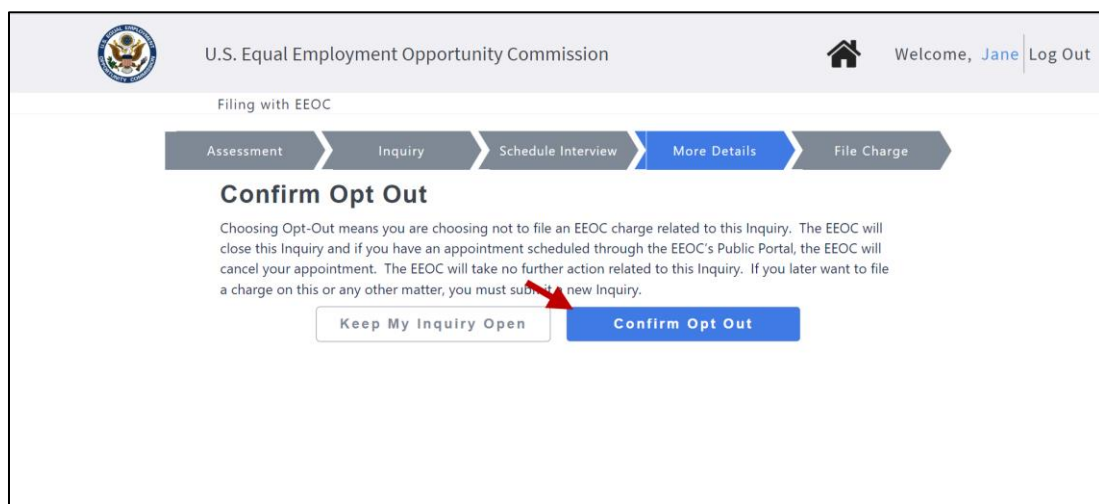 U.S. Equal Employment Opportunity Commission
Welcome, Jane Log Out
Filing with EEOC
Assessment
Inquiry
Schedule Interview
More Details
File Charge
Confirm Opt Out
Choosing Opt-Out means you are choosing not to file an EEOC charge related to this Inquiry. The EEOC will
close this Inquiry and if you have an appointment scheduled through the EEOC's Public Portal, the EEOC will
cancel your appointment. The EEOC will take no further action related to this Inquiry. If you later want to file
a charge on this or any other matter, you must submit a new Inquiry.
Keep My Inquiry Open
Confirm Opt Out